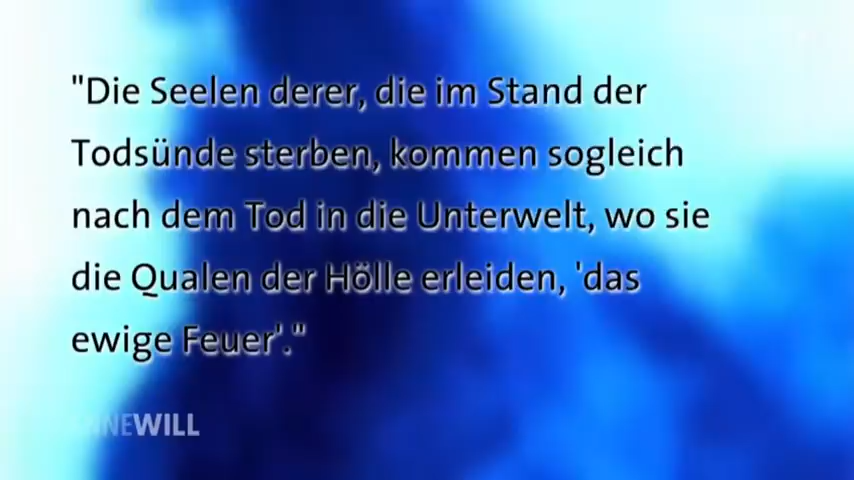 "Die Seelen derer, die im Stand der
Todsünde sterben, kommen sogleich
nach dem Tod in die Unterwelt, wo sie
die Qualen der Hölle erleiden, 'das
ewige Feuer'."
ANNEWILL